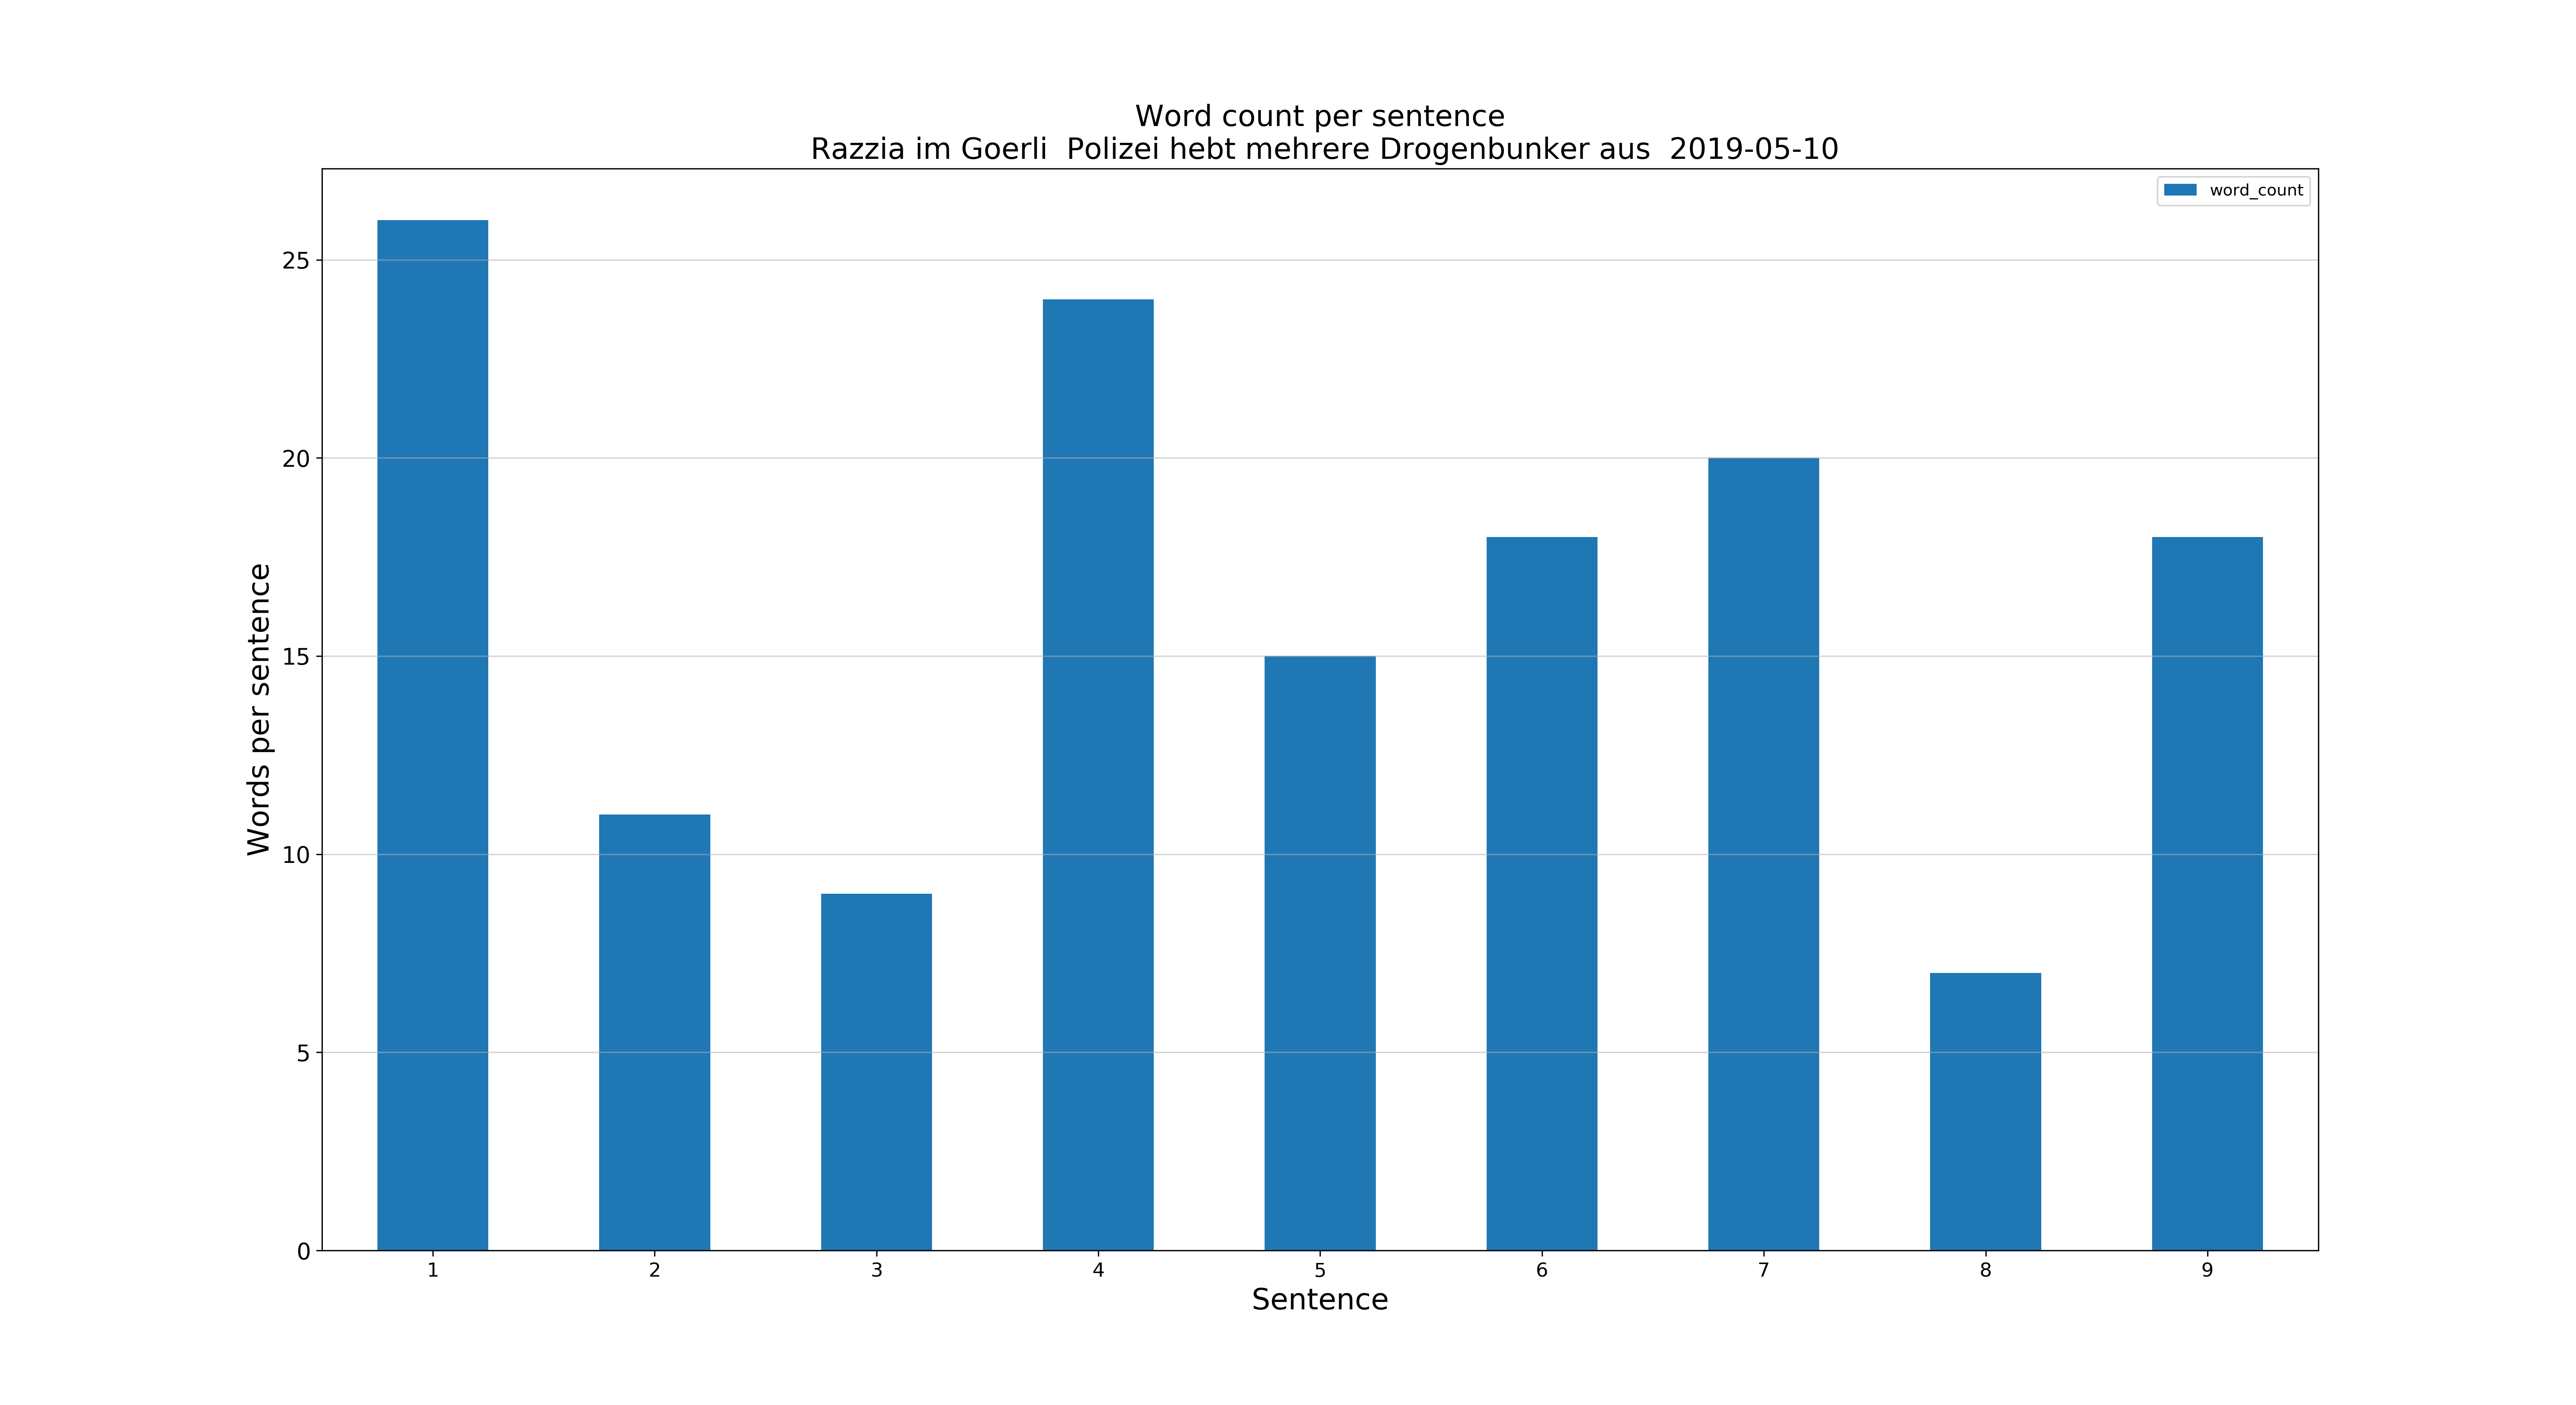 Word count per sentence
Razzia im Goerli  Polizei hebt mehrere Drogenbunker aus  2019-05-10
word_count
25
20
15
10
5
0
Words per sentence
1 2 3 4 5 6 7 8 9
Sentence